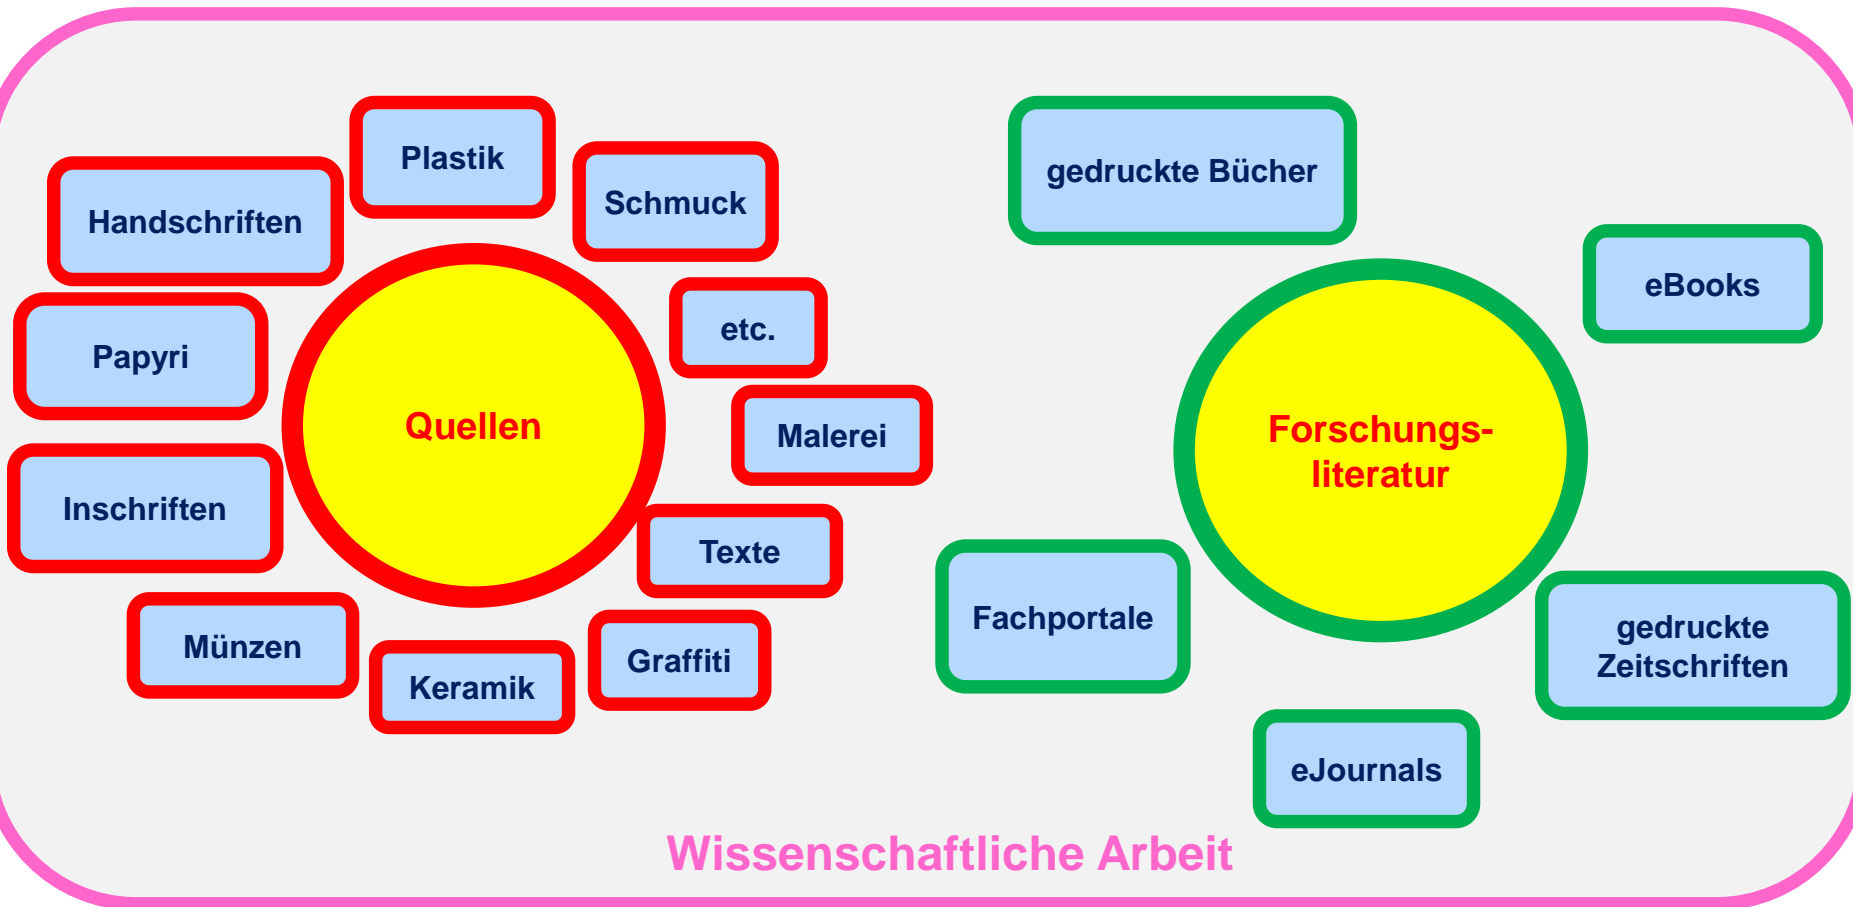 Plastik
Schmuck
Handschriften
etc.
Papyri
Quellen
Malerei
Inschriften
Texte
Münzen
Keramik
Graffiti
gedruckte Bücher
eBooks
Forschungs-
literatur
Fachportale
gedruckte
Zeitschriften
eJournals
Wissenschaftliche Arbeit